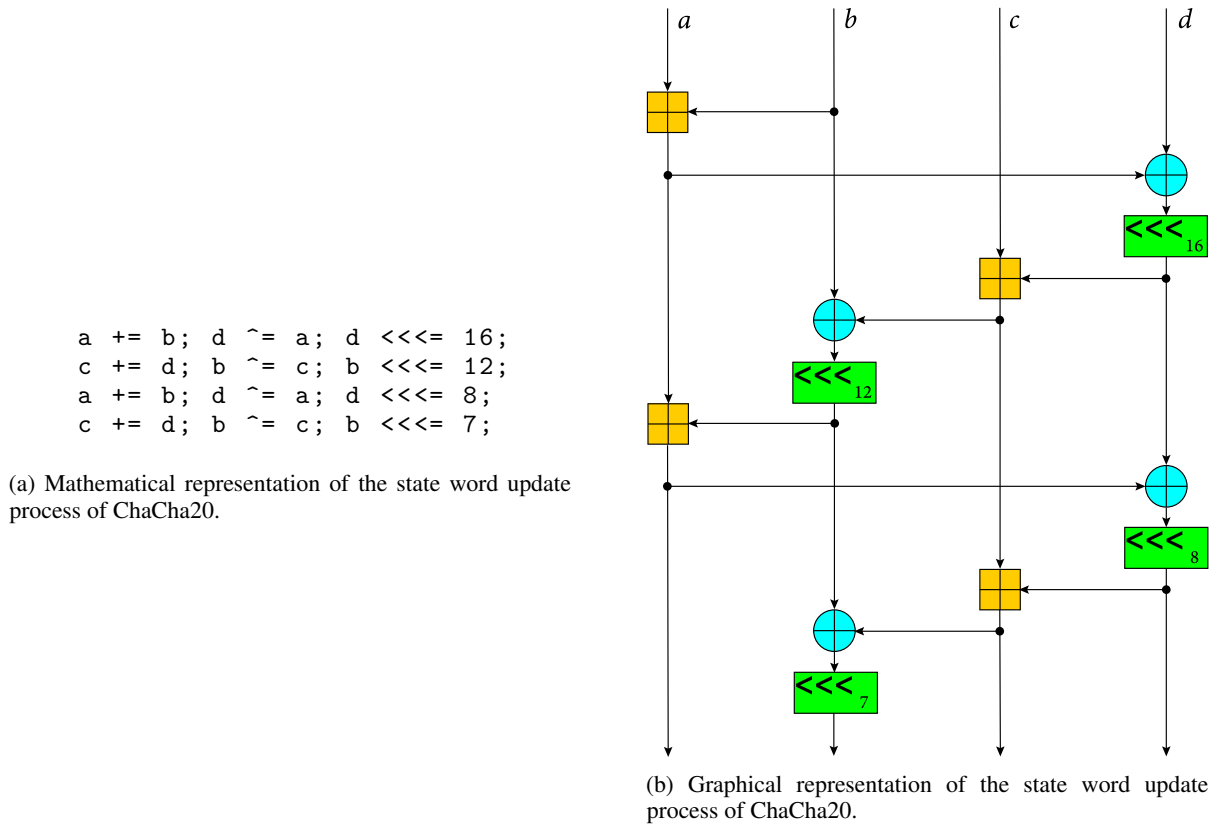 a += b; d ^= a; d <<<= 16;
c += d; b ^= c; b <<<= 12;
a += b; d ^= a; d <<<= 8;
c += d; b ^= c; b <<<= 7;
(a) Mathematical representation of the state word update
process of ChaCha20.
a b c d
<<< 16
<<< 12
<<< 8
<<< 7
(b) Graphical representation of the state word update
process of ChaCha20.